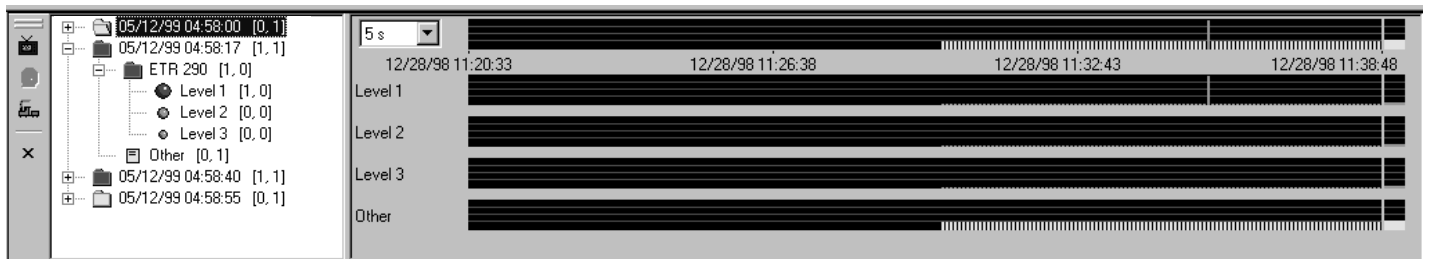 05/12/99 04:58:00 [0, 1]
05/12/99 04:58:17 [1, 1]
ETR 290 [1, 0]
Level 1 [1, 0]
Level 2 [0, 0]
Level 3 [0, 0]
Other [0, 1]
05/12/99 04:58:40 [1, 1]
05/12/99 04:58:55 [0, 1]
5 s
12/28/98 11:20:33 12/28/98 11:26:38 12/28/98 11:32:43 12/28/98 11:38:48
Level 1
Level 2
Level 3
Other